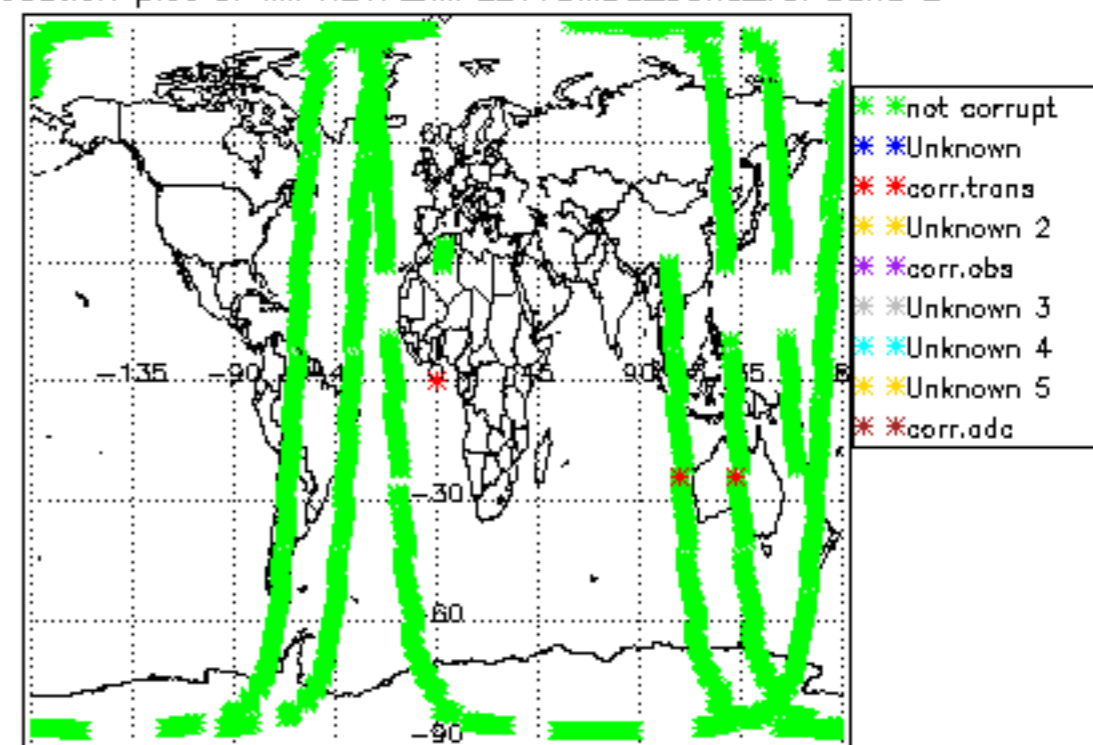 not corrupt
Unknown
corr.trans
Unknown 2
corr.obs
Unknown 3
Unknown 4
Unknown 5
corr.adc
60
-135 -90 45 90
-30
-60
-90